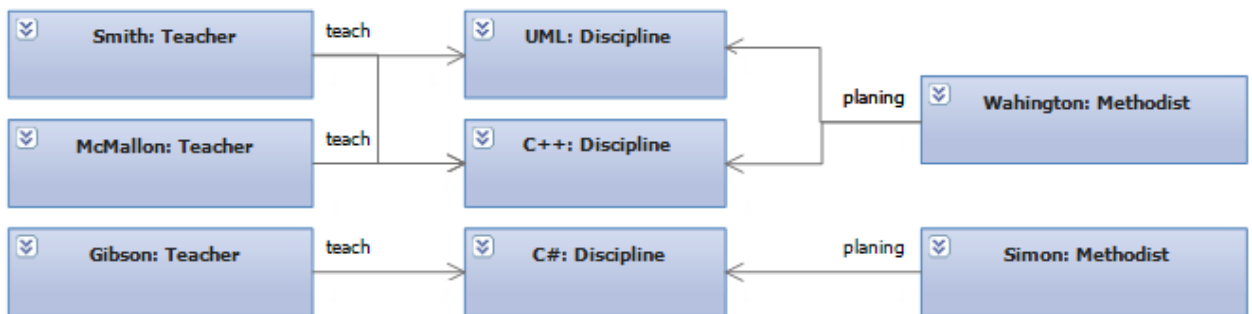 Smith: Teacher
teach
UML: Discipline
planing
Wahington: Methodist
McMallon: Teacher
teach
C++: Discipline
Gibson: Teacher
teach
C#: Discipline
planing
Simon: Methodist